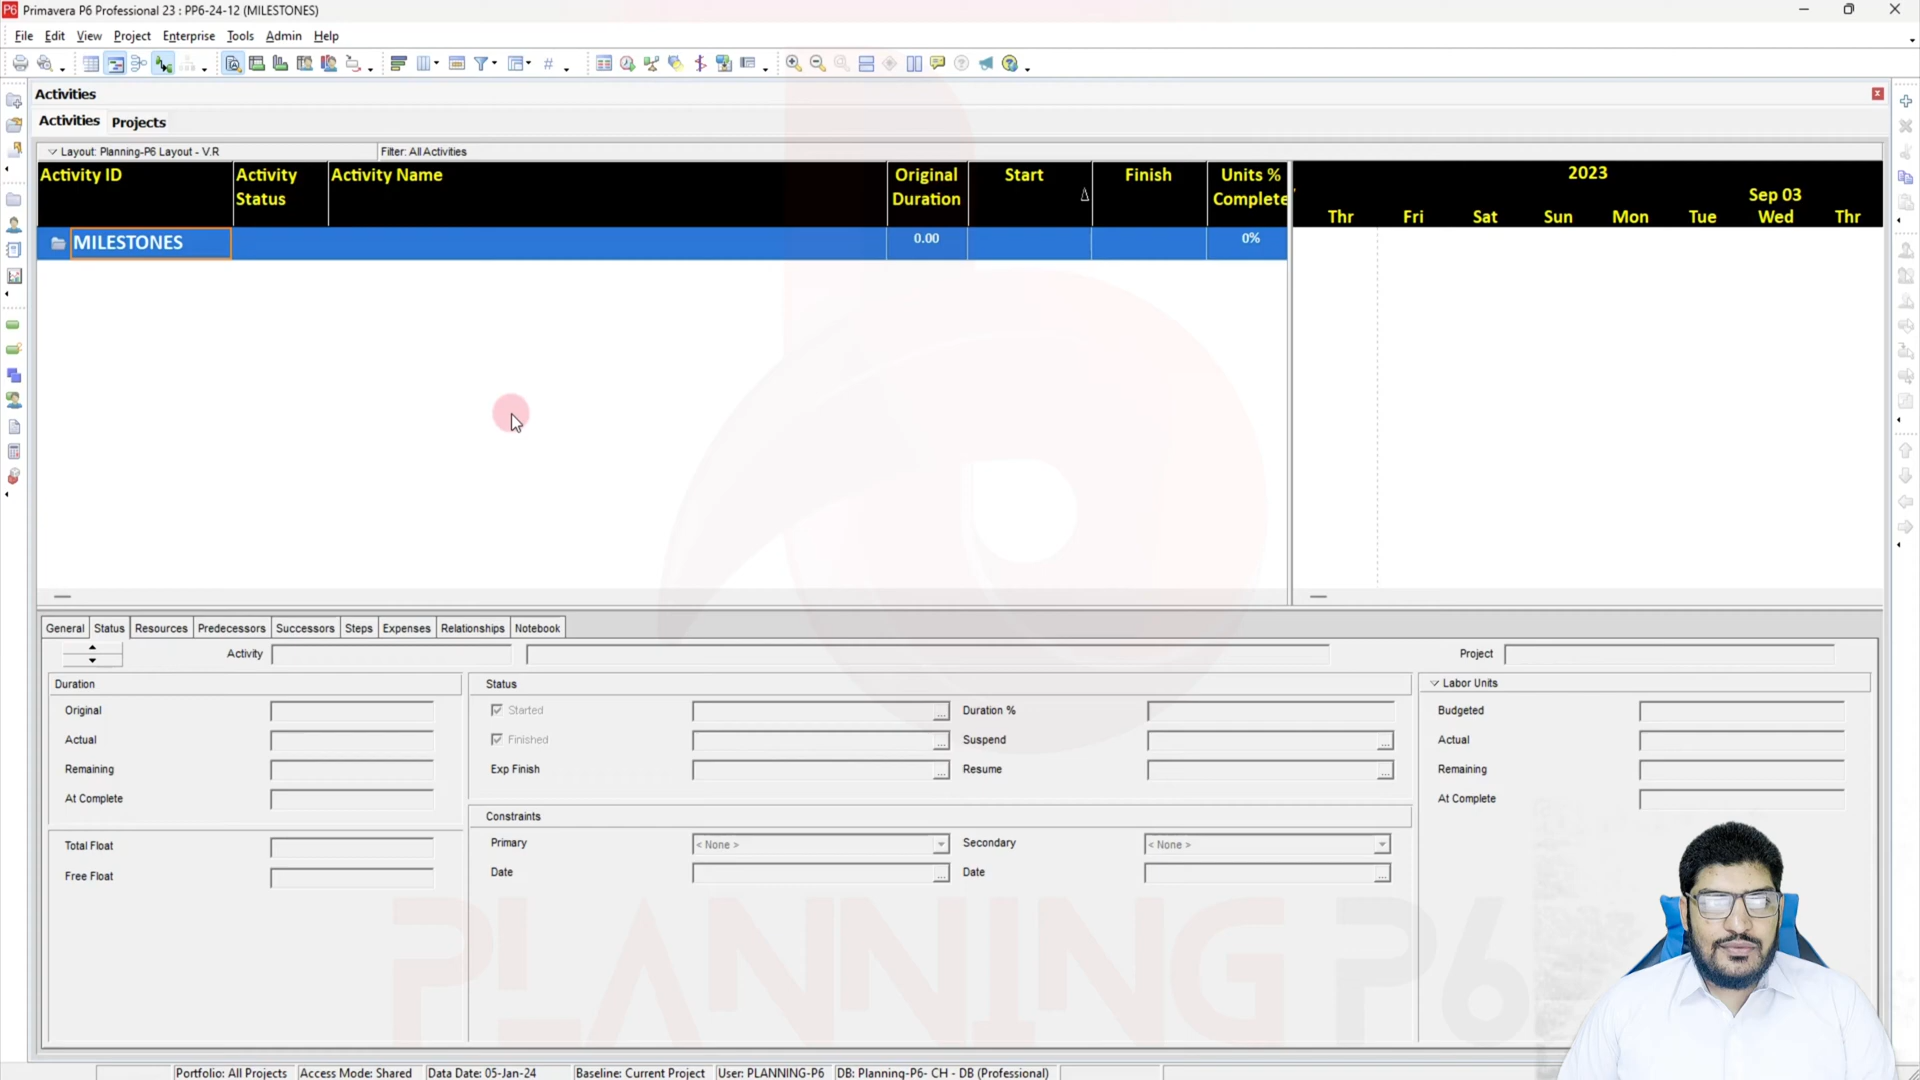 P6 Primavera P6 Professional 23 : PP6-24-12 (MILESTONES)
File Edit View Project Enterprise Tools Admin Help
Activities
Activities Projects
Layout: Planning-P6 Layout - V.R Filter: All Activities
Activity ID Activity Status Activity Name Original Duration Start Finish Units % Complete
2023
Sep 03
Thr Fri Sat Sun Mon Tue Wed Thr
MILESTONES 0.00 0%
General Status Resources Predecessors Successors Steps Expenses Relationships Notebook
Activity Project
Duration Status Labor Units
Original Started Duration % Budgeted
Actual Finished Suspend Actual
Remaining Exp Finish Resume Remaining
At Complete At Complete
Constraints
Total Float Primary < None > Secondary < None >
Free Float Date Date
PLANNING P6
Portfolio: All Projects Access Mode: Shared Data Date: 05-Jan-24 Baseline: Current Project User: PLANNING-P6 DB: Planning-P6- CH - DB (Professional)